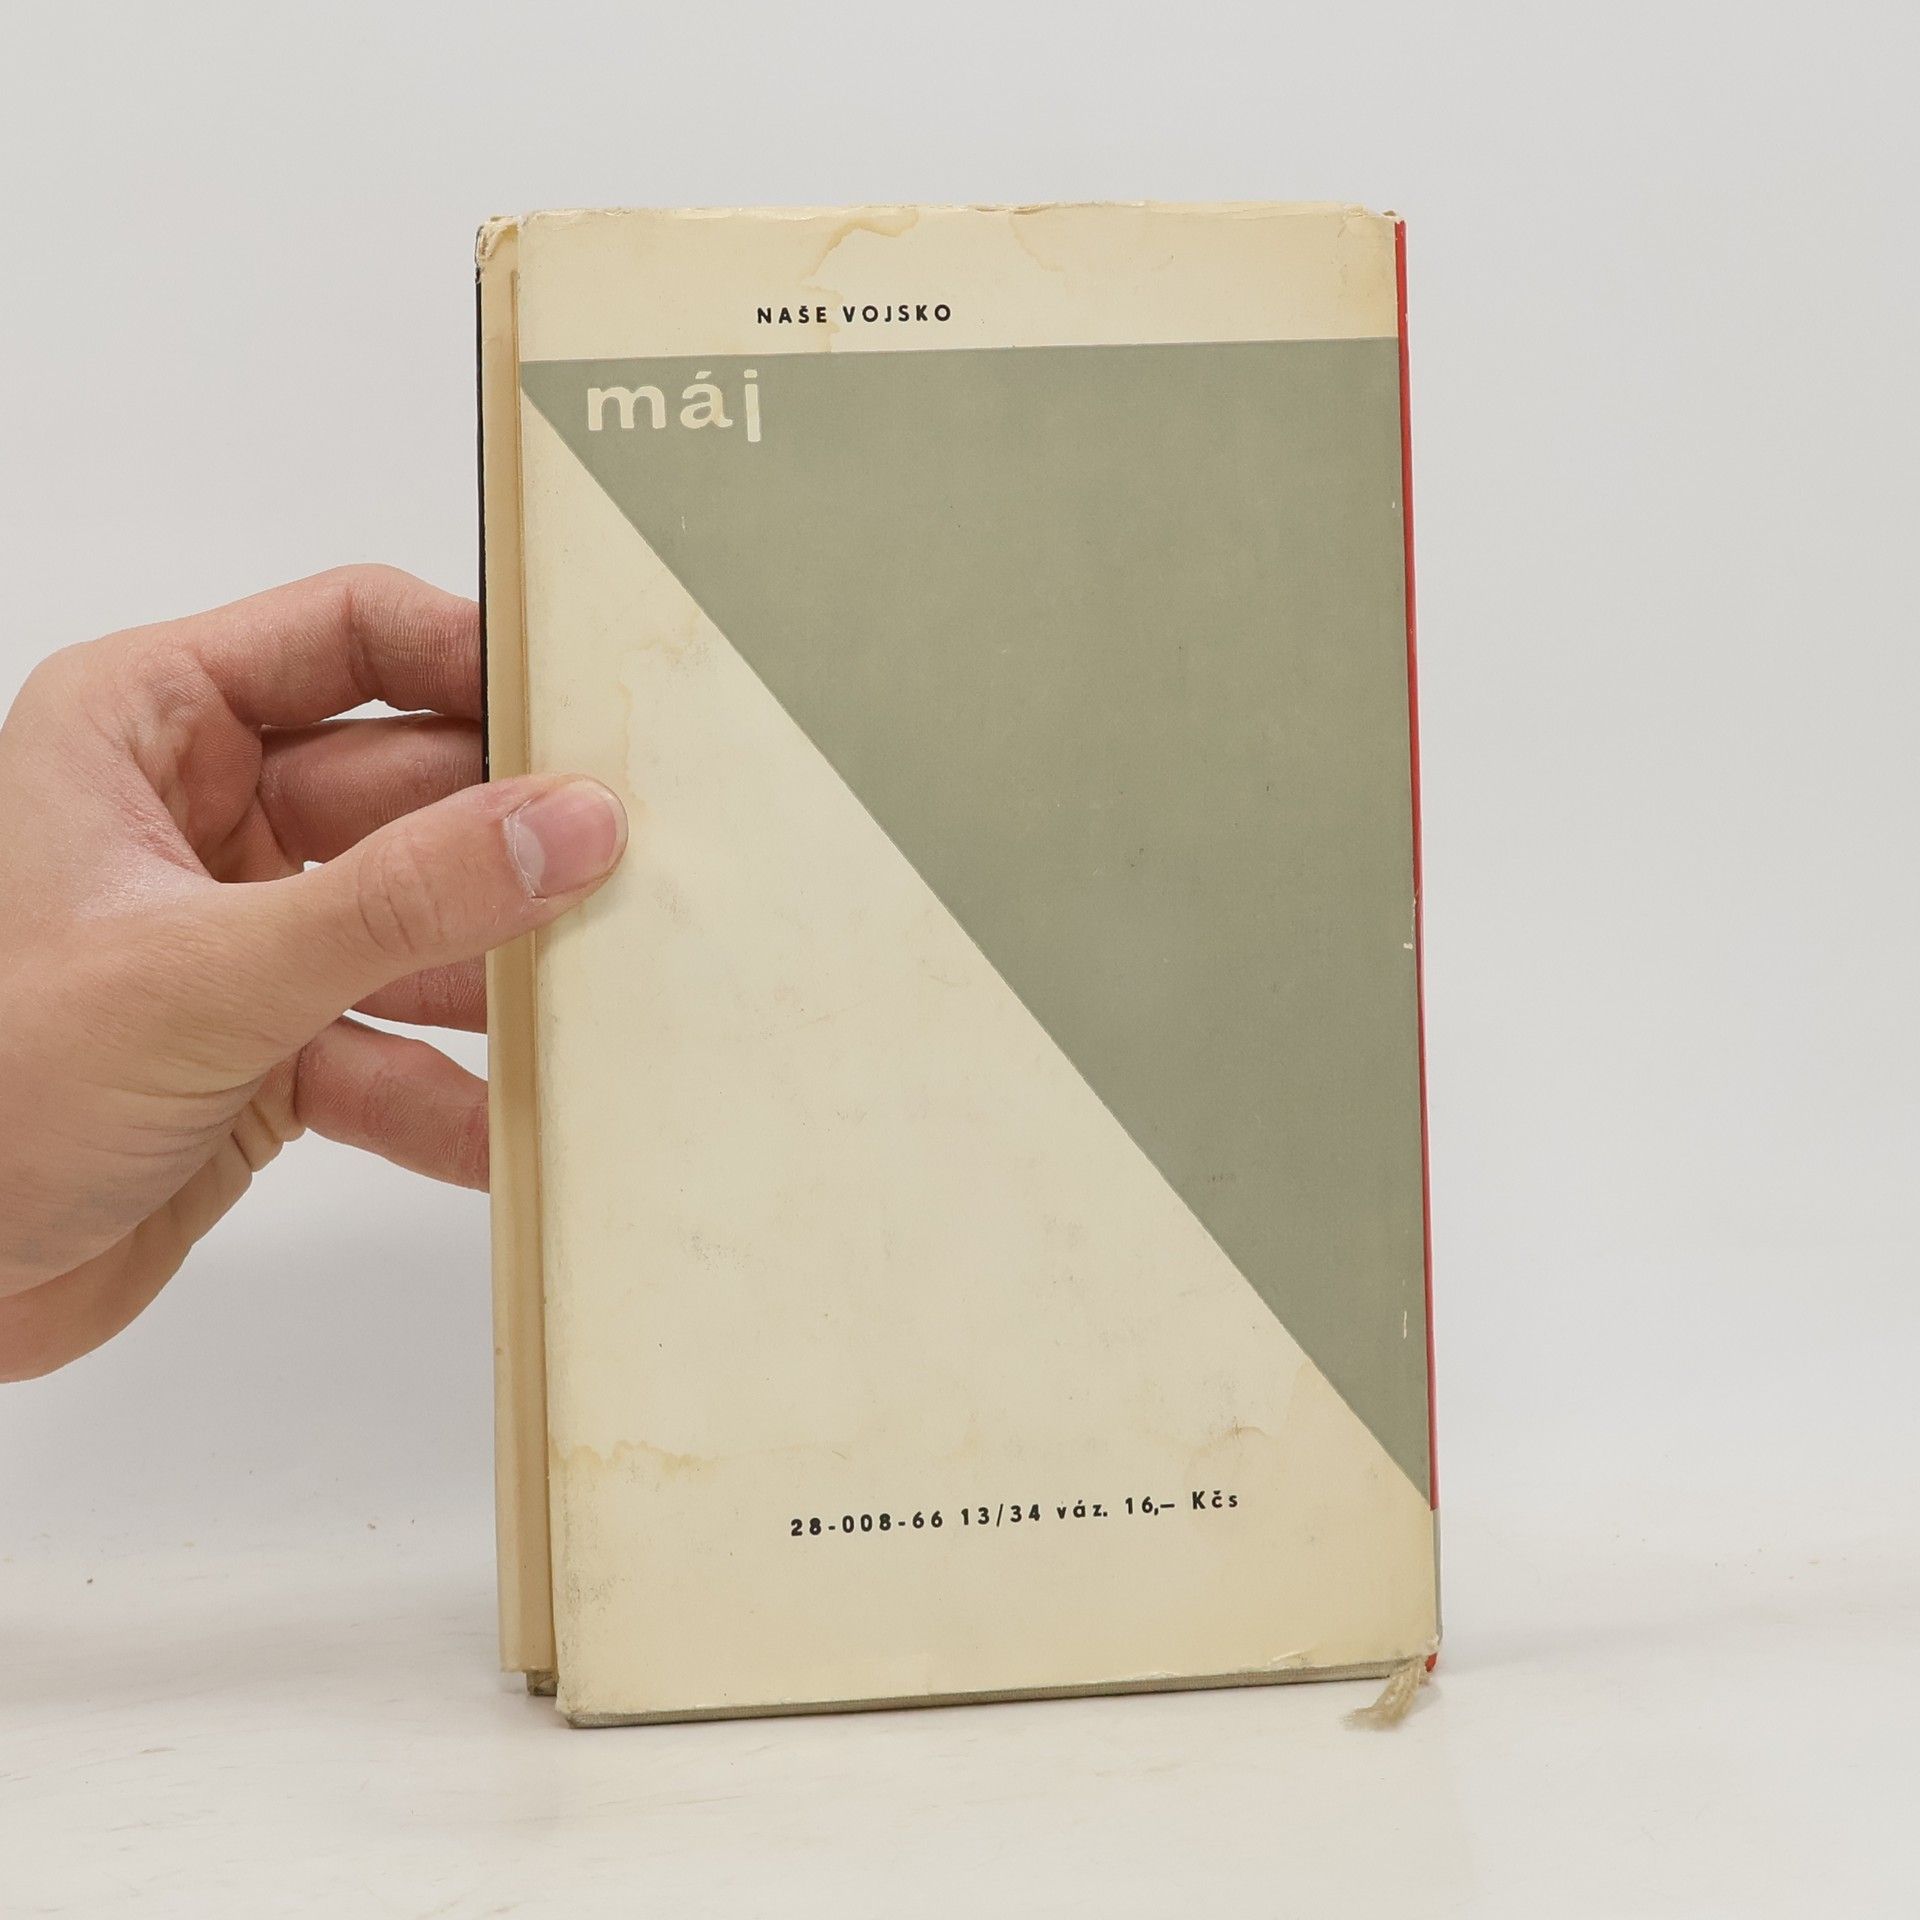 NAŠE VOJSKO
máj
28-008-66 13/34 váz. 16,– Kčs